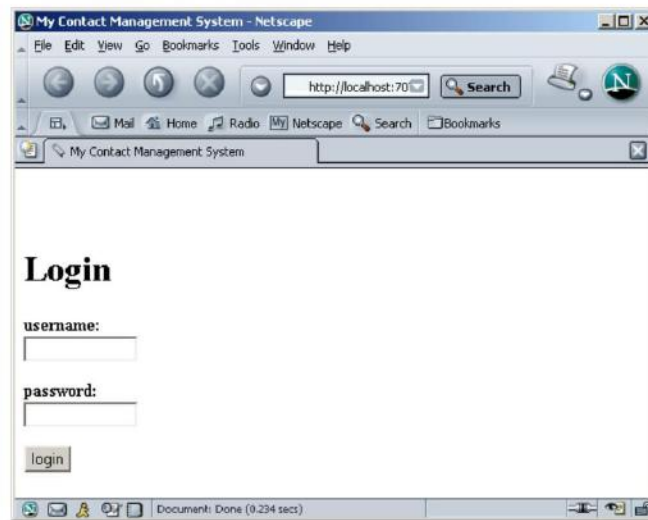 My Contact Management System - Netscape
File Edit View Go Bookmarks Tools Window Help
http://localhost:70 Search N
Mail Home Radio My Netscape Search Bookmarks
My Contact Management System
Login
username:
password:
login
Document: Done (0.234 secs)